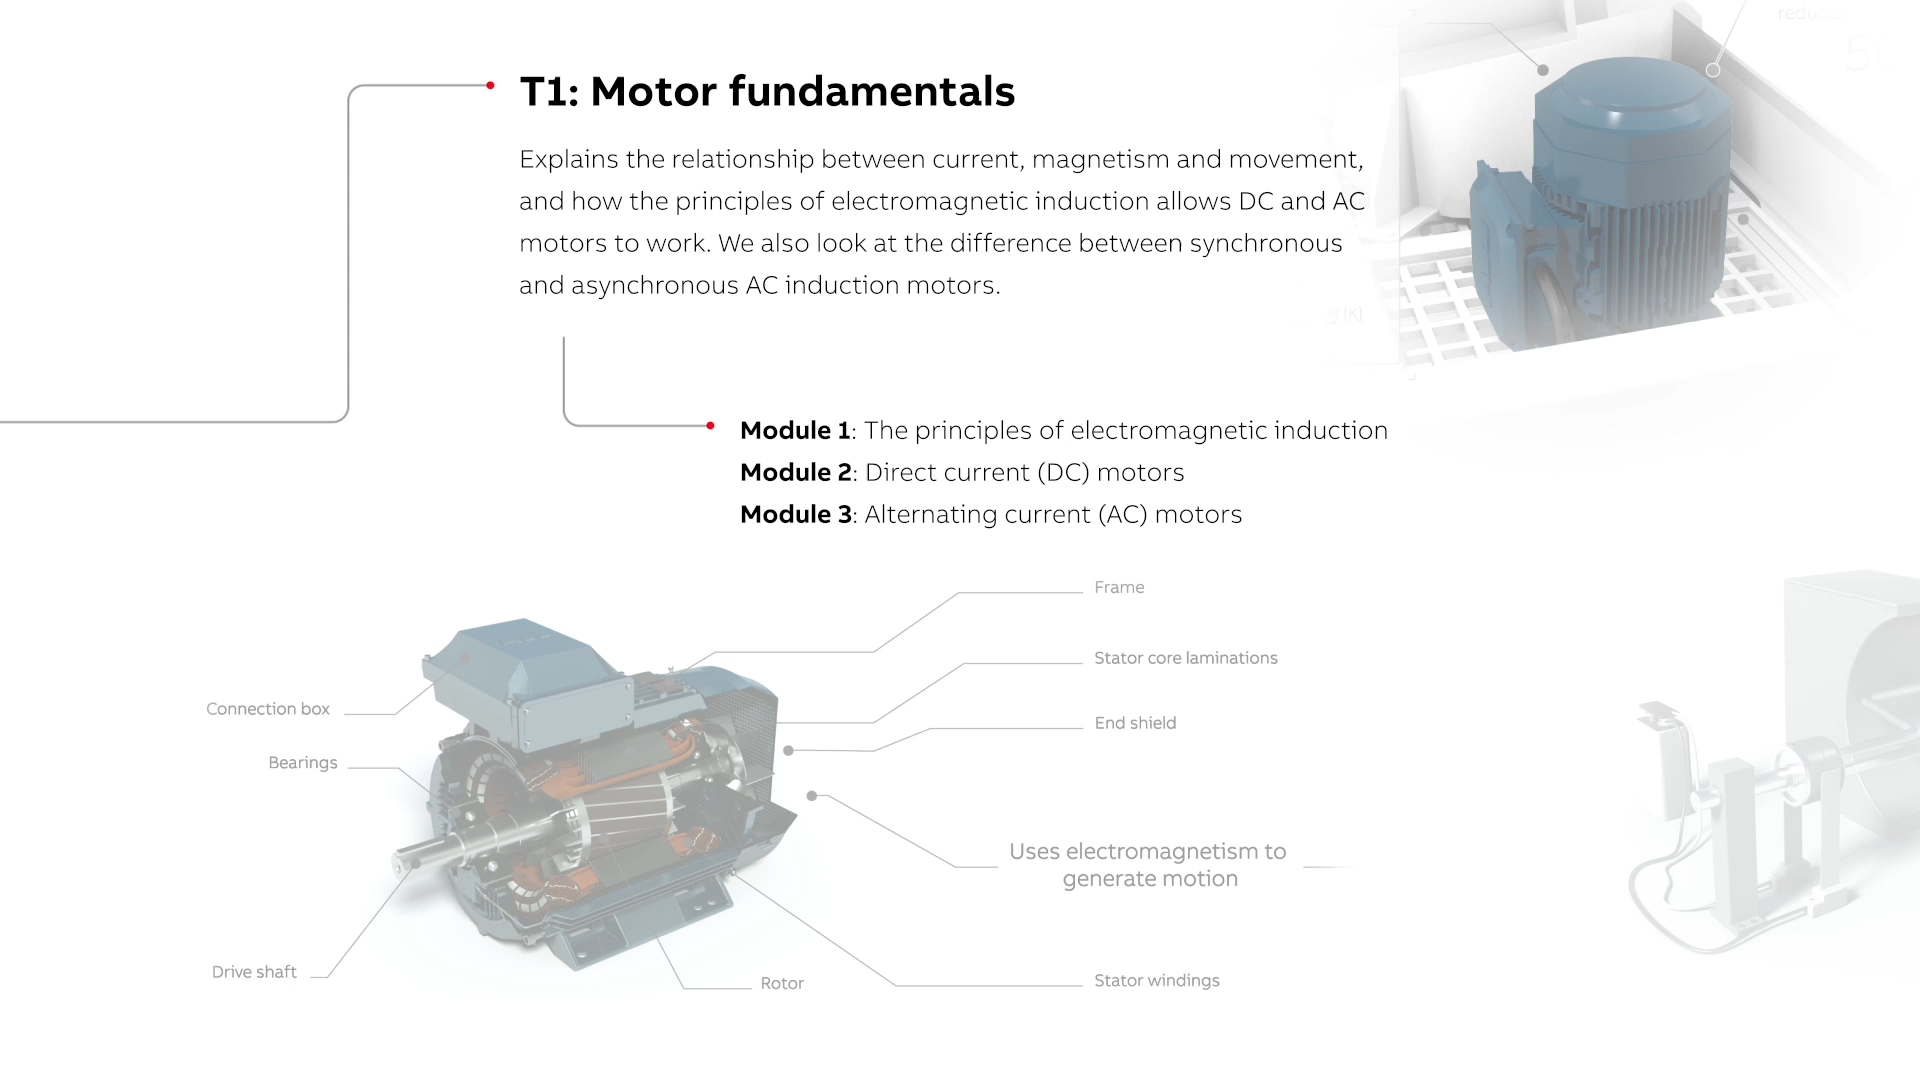 T1: Motor fundamentals
Explains the relationship between current, magnetism and movement,
and how the principles of electromagnetic induction allows DC and AC
motors to work. We also look at the difference between synchronous
and asynchronous AC induction motors.
Module 1: The principles of electromagnetic induction
Module 2: Direct current (DC) motors
Module 3: Alternating current (AC) motors
Frame
Stator core laminations
Connection box
End shield
Bearings
Uses electromagnetism to
generate motion
Drive shaft
Rotor
Stator windings